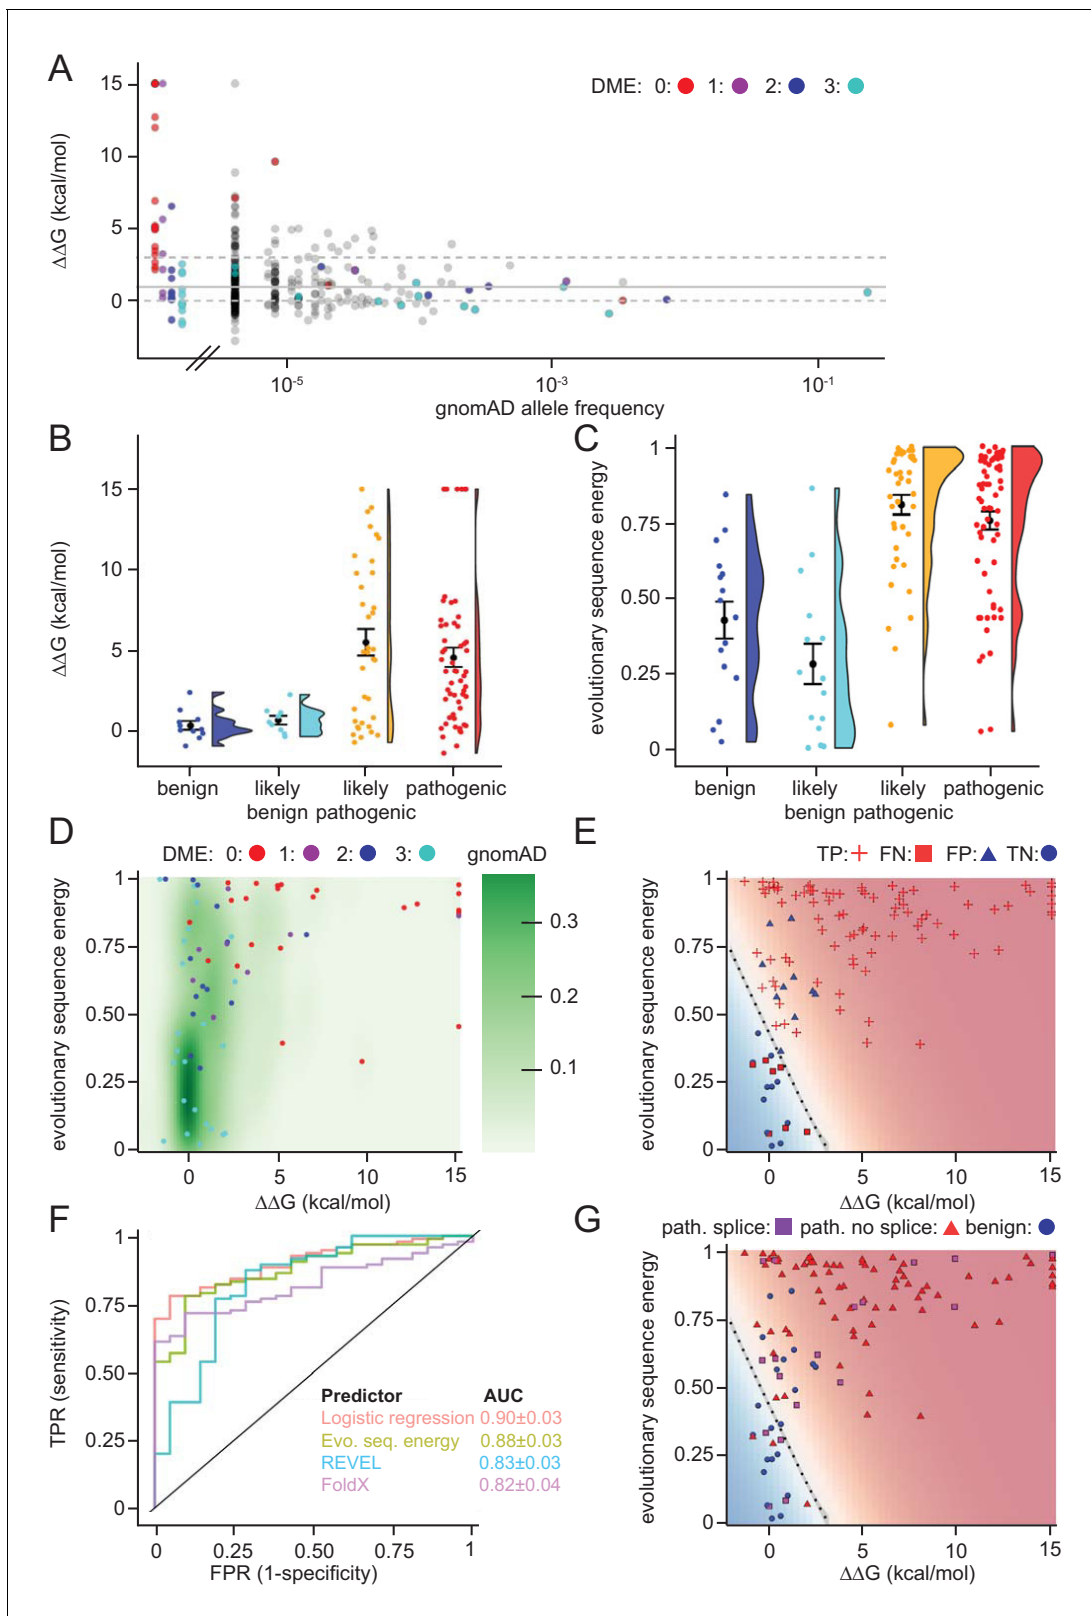 A
DME: 0: 1: 2: 3:
15
10
5
0
ΔΔG (kcal/mol)
10-5 10-3 10-1
gnomAD allele frequency
B
15
10
5
0
ΔΔG (kcal/mol)
benign likely benign likely pathogenic pathogenic
C
1
0.75
0.50
0.25
0
evolutionary sequence energy
benign likely benign likely pathogenic pathogenic
D
DME: 0: 1: 2: 3: gnomAD
1
0.75
0.50
0.25
0
evolutionary sequence energy
0.3
0.2
0.1
0 5 10 15
ΔΔG (kcal/mol)
E
TP: FN: FP: TN:
1
0.75
0.50
0.25
0
evolutionary sequence energy
0 5 10 15
ΔΔG (kcal/mol)
F
1
0.75
0.50
0.25
0
TPR (sensitivity)
Predictor AUC
Logistic regression 0.90±0.03
Evo. seq. energy 0.88±0.03
REVEL 0.83±0.03
FoldX 0.82±0.04
0 0.25 0.50 0.75 1
FPR (1-specificity)
G
path. splice: path. no splice: benign:
1
0.75
0.50
0.25
0
evolutionary sequence energy
0 5 10 15
ΔΔG (kcal/mol)